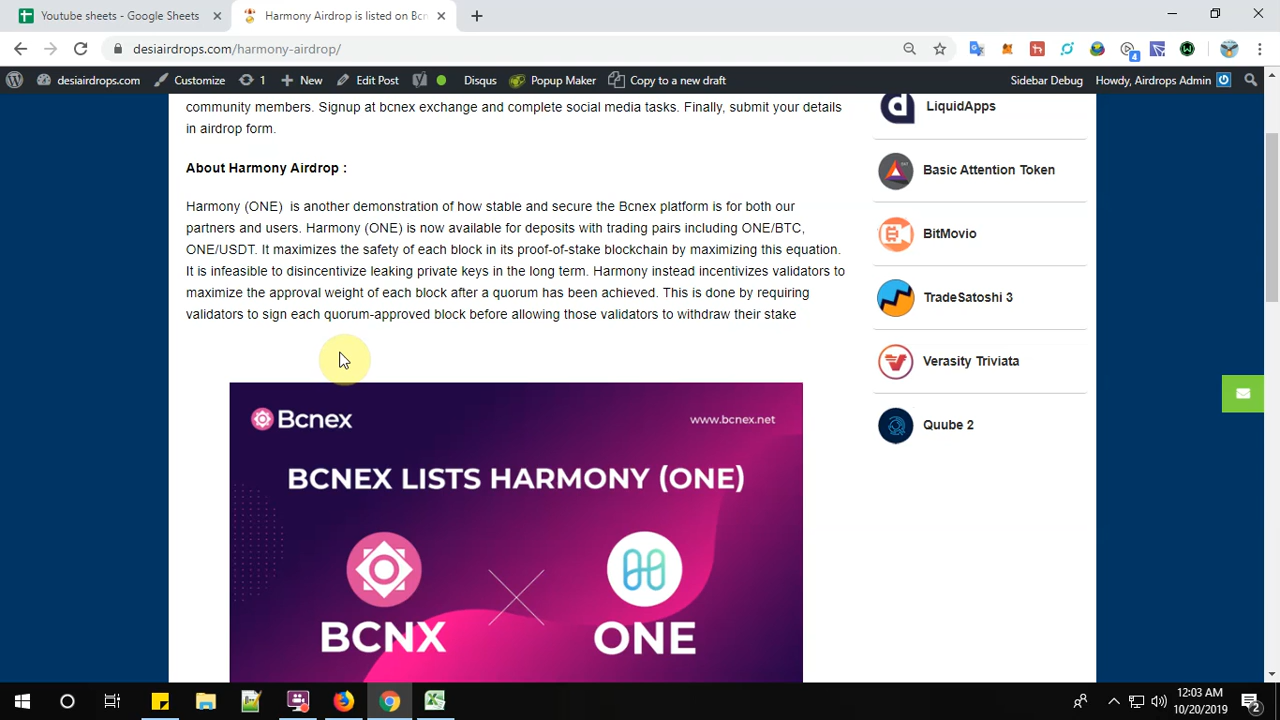 Youtube sheets - Google Sheets
Harmony Airdrop is listed on Bcn
desiairdrops.com/harmony-airdrop/
4
desiairdrops.com
Customize
1
New
Edit Post
Disqus
Popup Maker
Copy to a new draft
Sidebar Debug
Howdy, Airdrops Admin
community members. Signup at bcnex exchange and complete social media tasks. Finally, submit your details
in airdrop form.
About Harmony Airdrop :
Harmony (ONE)  is another demonstration of how stable and secure the Bcnex platform is for both our
partners and users. Harmony (ONE) is now available for deposits with trading pairs including ONE/BTC,
ONE/USDT. It maximizes the safety of each block in its proof-of-stake blockchain by maximizing this equation.
It is infeasible to disincentivize leaking private keys in the long term. Harmony instead incentivizes validators to
maximize the approval weight of each block after a quorum has been achieved. This is done by requiring
validators to sign each quorum-approved block before allowing those validators to withdraw their stake
Bcnex
www.bcnex.net
BCNEX LISTS HARMONY (ONE)
BCNX
ONE
LiquidApps
Basic Attention Token
BitMovio
TradeSatoshi 3
Verasity Triviata
Quube 2
12:03 AM
10/20/2019
2